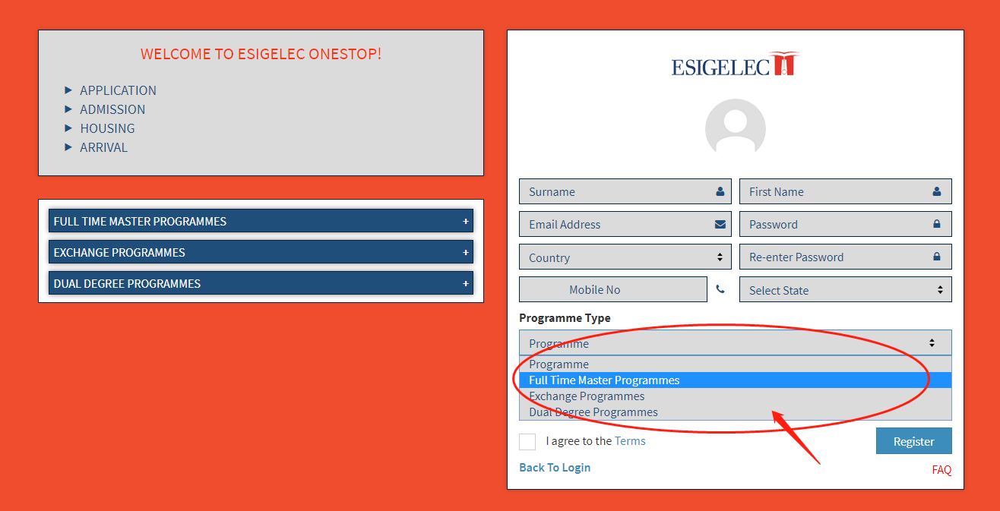 WELCOME TO ESIGELEC ONESTOP!
APPLICATION
ADMISSION
HOUSING
ARRIVAL
FULL TIME MASTER PROGRAMMES +
EXCHANGE PROGRAMMES +
DUAL DEGREE PROGRAMMES +
ESIGELEC
Surname
First Name
Email Address
Password
Country
Re-enter Password
Mobile No
Select State
Programme Type
Programme
Programme
Full Time Master Programmes
Exchange Programmes
Dual Degree Programmes
I agree to the Terms
Register
Back To Login
FAQ